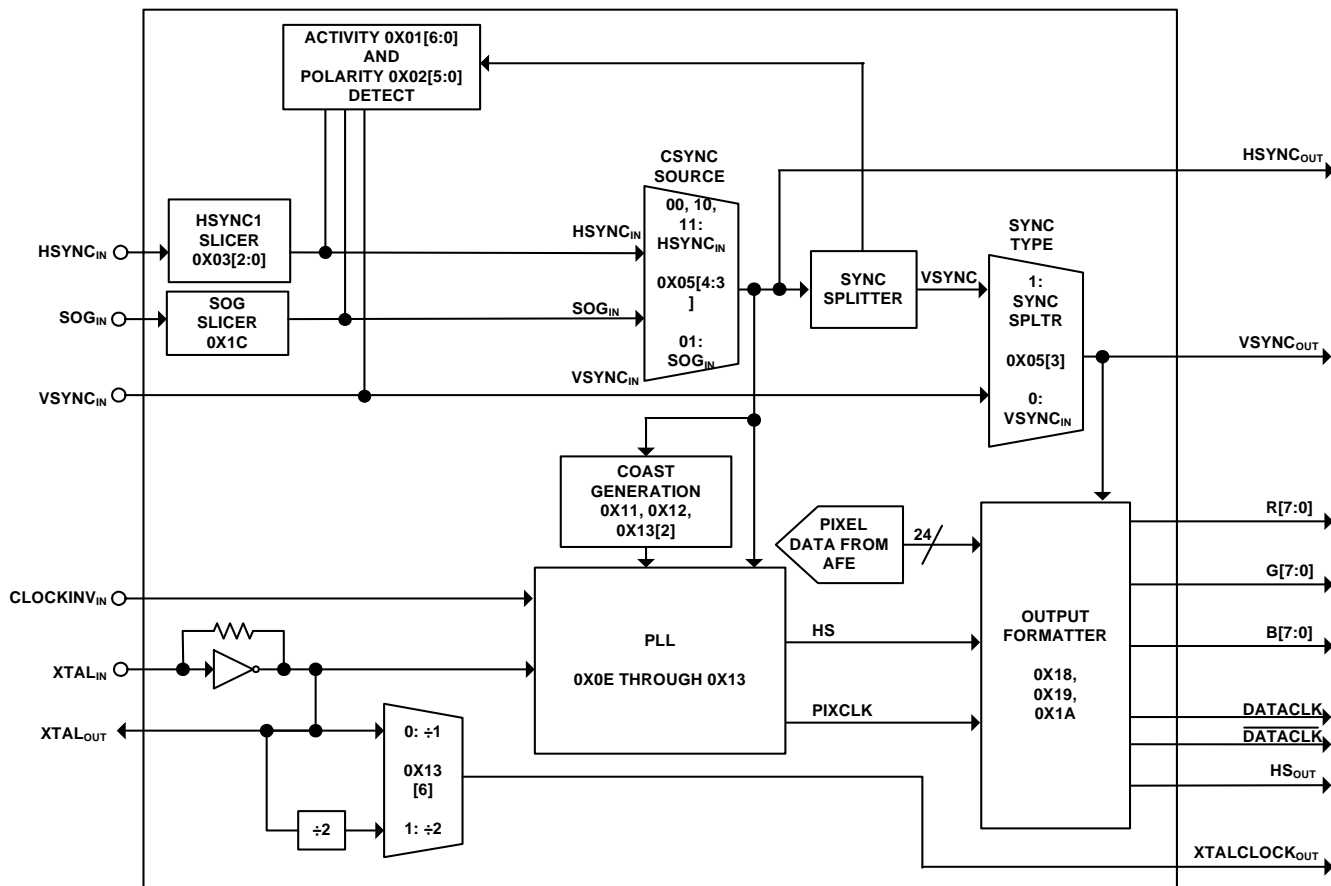 ACTIVITY 0X01[6:0]
AND
POLARITY 0X02[5:0]
DETECT
HSYNCIN
HSYNC1
SLICER
0X03[2:0]
SOGIN
SOG
SLICER
0X1C
VSYNCIN
CSYNC
SOURCE
HSYNCIN
SOGIN
VSYNCIN
00, 10,
11:
HSYNCIN
0X05[4:3
]
01:
SOGIN
SYNC
SPLITTER
VSYNC
SYNC
TYPE
1:
SYNC
SPLTR
0X05[3]
0:
VSYNCIN
HSYNCOUT
VSYNCOUT
COAST
GENERATION
0X11, 0X12,
0X13[2]
PIXEL
DATA FROM
AFE
24
CLOCKINVIN
XTALIN
XTALOUT
PLL
0X0E THROUGH 0X13
HS
PIXCLK
0: ÷1
0X13
[6]
1: ÷2
÷2
OUTPUT
FORMATTER
0X18,
0X19,
0X1A
R[7:0]
G[7:0]
B[7:0]
DATACLK
DATACLK
HSOUT
XTALCLOCKOUT